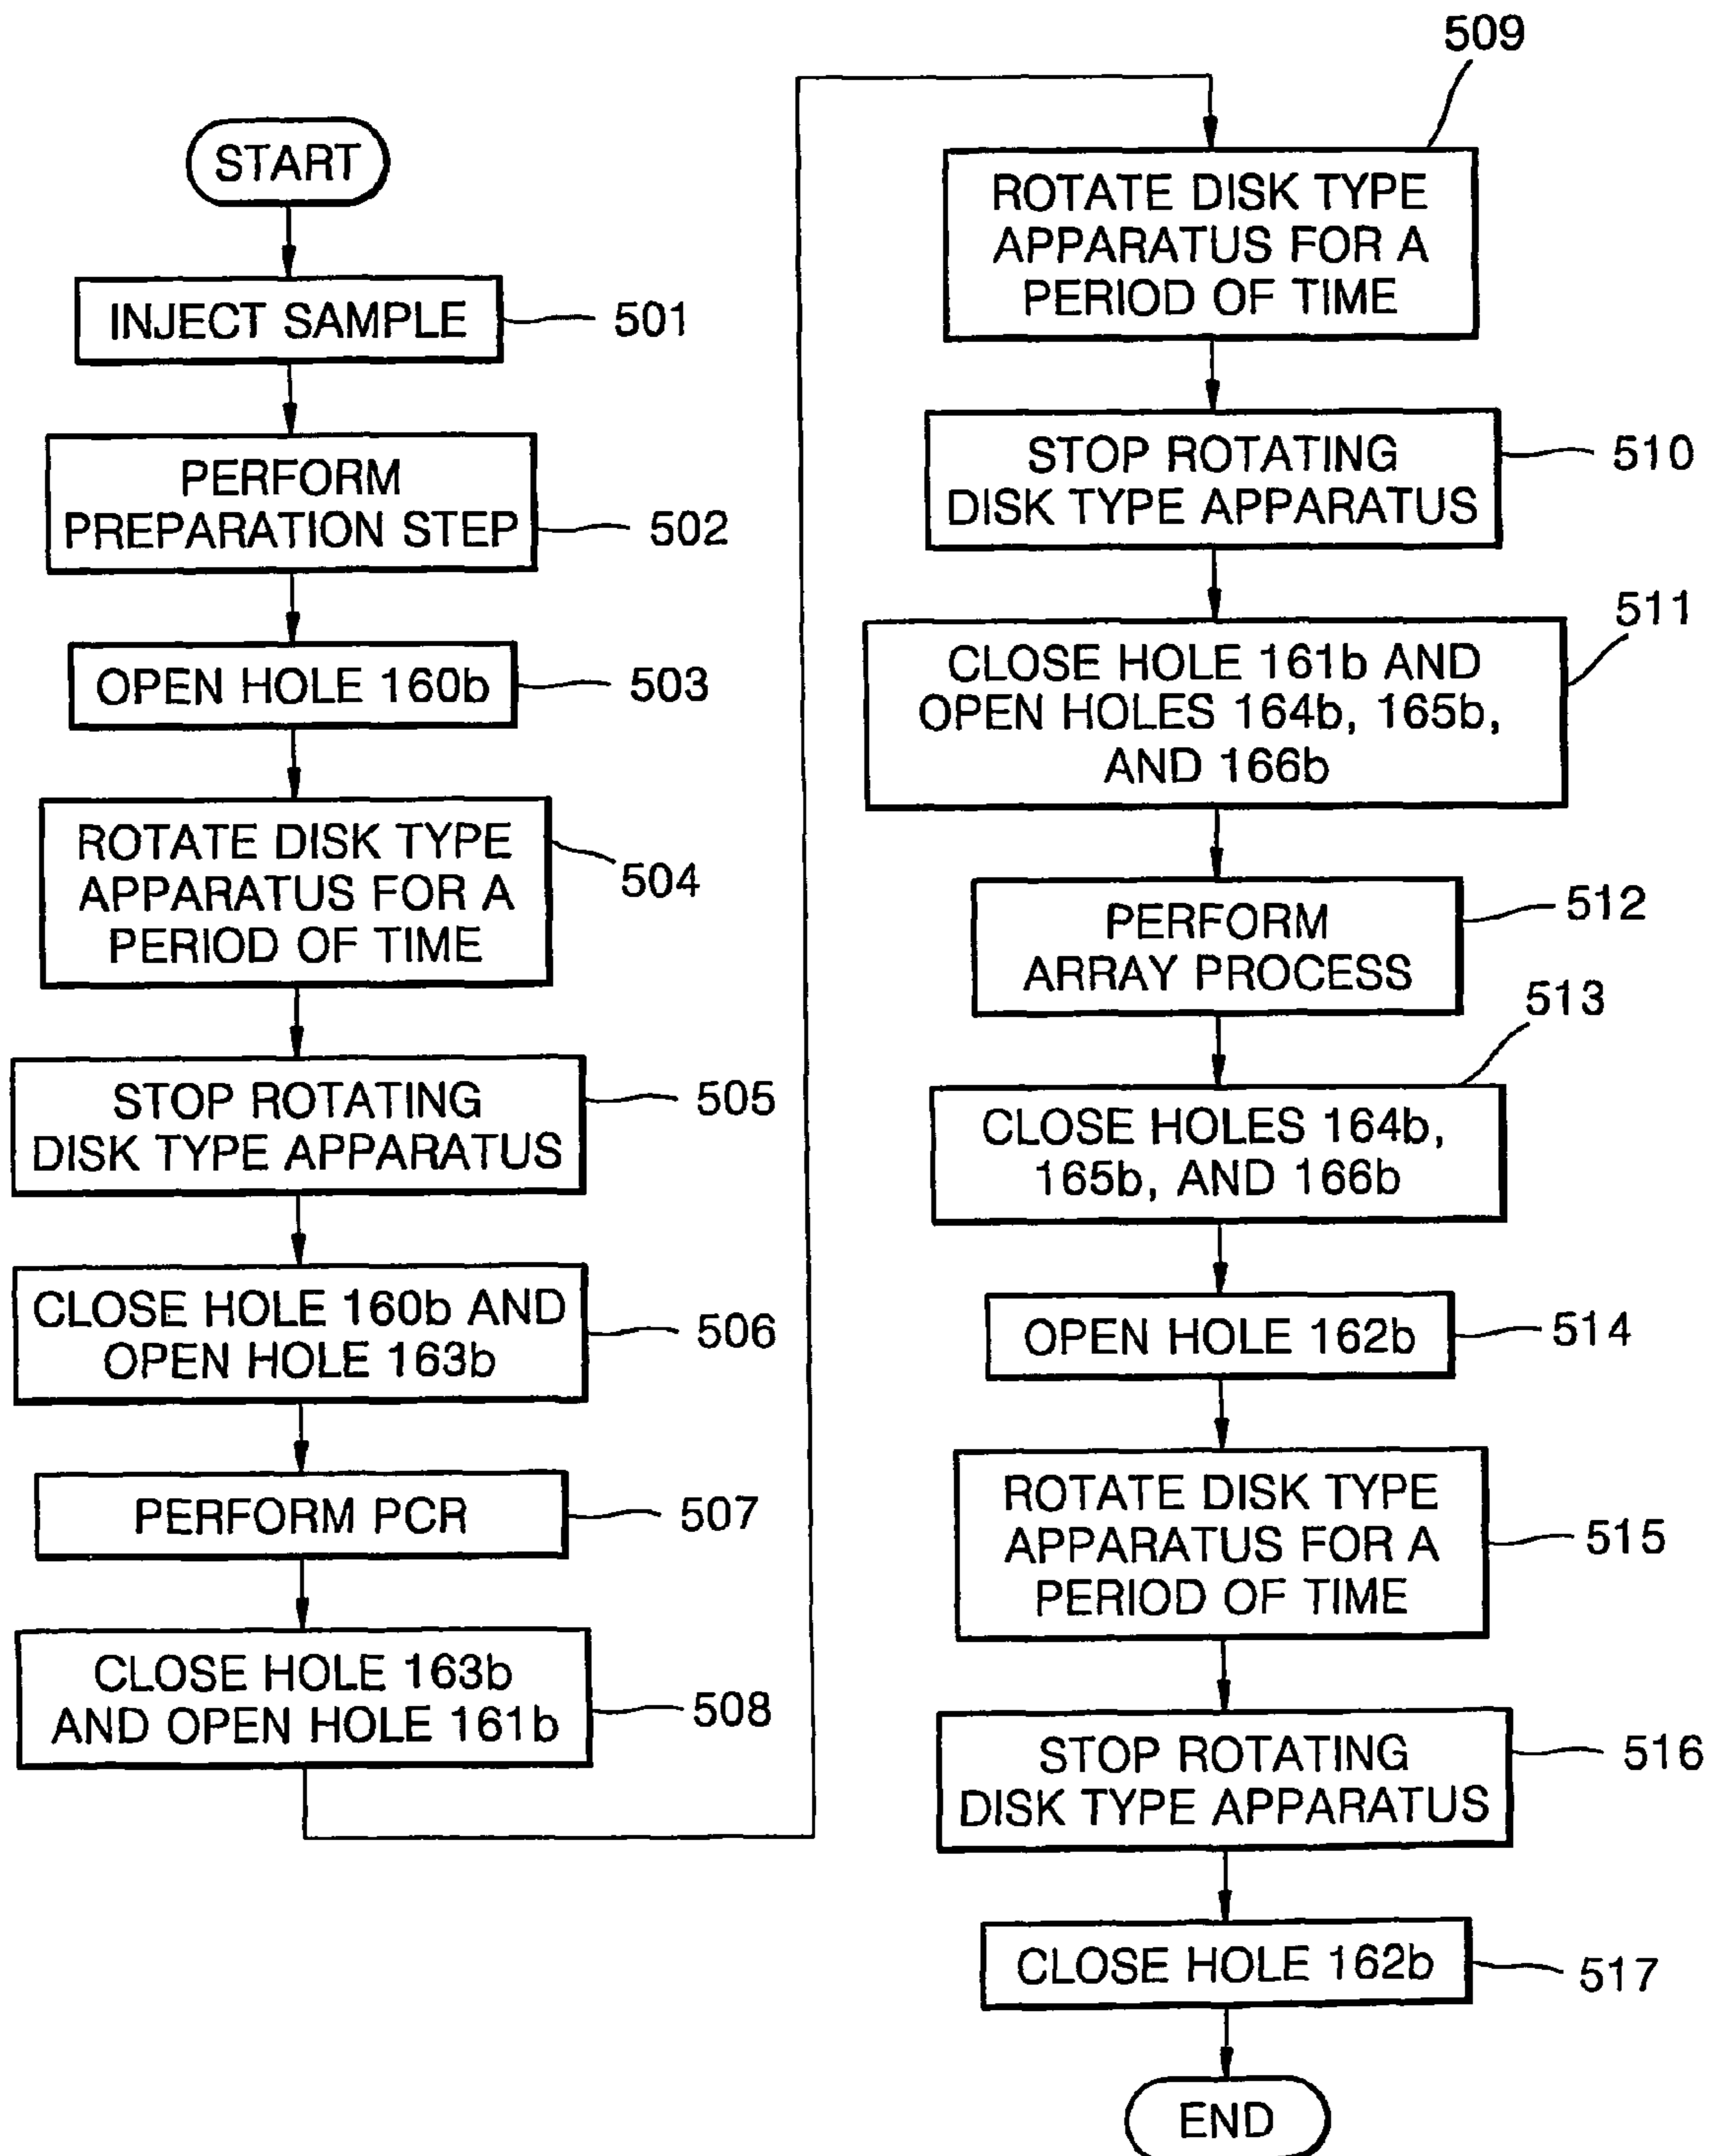 START
INJECT SAMPLE
501
PERFORM
PREPARATION STEP
502
OPEN HOLE 160b
503
ROTATE DISK TYPE
APPARATUS FOR A
PERIOD OF TIME
504
STOP ROTATING
DISK TYPE APPARATUS
505
CLOSE HOLE 160b AND
OPEN HOLE 163b
506
PERFORM PCR
507
CLOSE HOLE 163b
AND OPEN HOLE 161b
508
509
ROTATE DISK TYPE
APPARATUS FOR A
PERIOD OF TIME
STOP ROTATING
DISK TYPE APPARATUS
510
511
CLOSE HOLE 161b AND
OPEN HOLES 164b, 165b,
AND 166b
PERFORM
ARRAY PROCESS
512
513
CLOSE HOLES 164b,
165b, AND 166b
OPEN HOLE 162b
514
ROTATE DISK TYPE
APPARATUS FOR A
PERIOD OF TIME
515
STOP ROTATING
DISK TYPE APPARATUS
516
CLOSE HOLE 162b
517
END